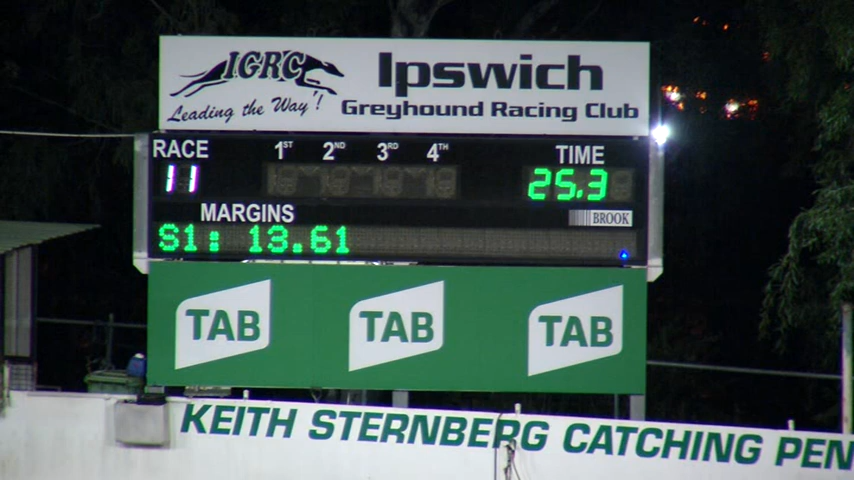 IGRC
Leading the Way!
Ipswich
Greyhound Racing Club
RACE 1ST 2ND 3RD 4TH TIME
11 25.3
MARGINS BROOK
S1: 13.61
TAB TAB TAB
KEITH STERNBERG CATCHING PEN